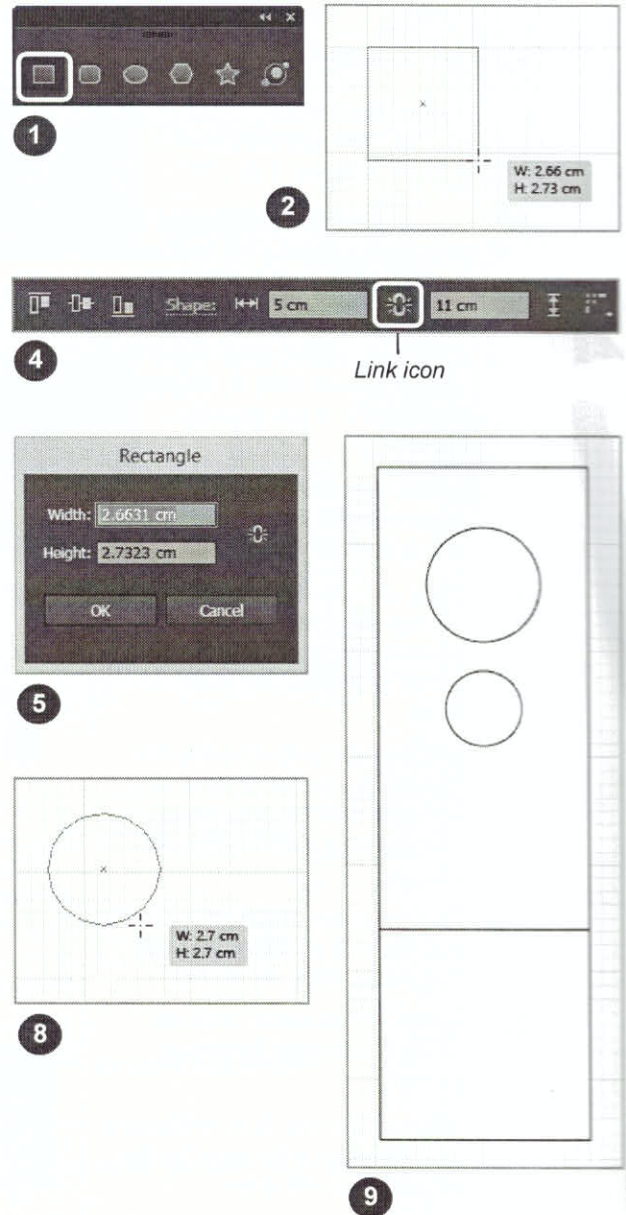 1
W: 2.66 cm
H: 2.73 cm
2
Shape: 5 cm 11 cm
4
Link icon
Rectangle
Width: 2.6631 cm
Height: 2.7323 cm
OK Cancel
5
W: 2.7 cm
H: 2.7 cm
8
9